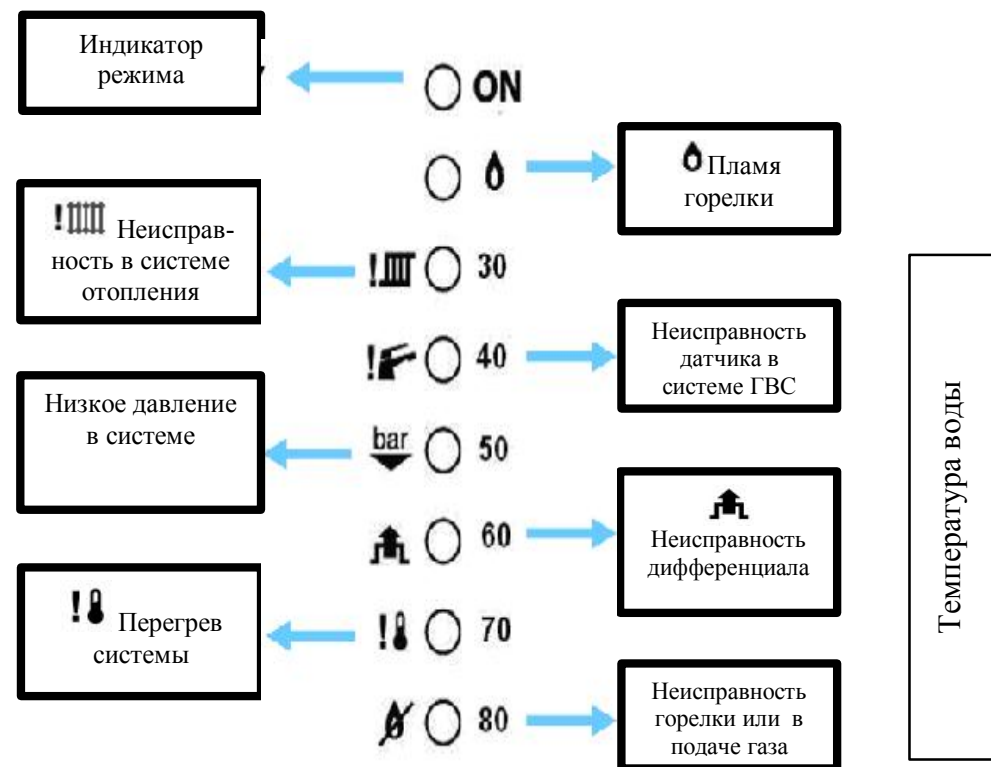 Индикатор
режима
ON
Пламя
горелки
! Неисправ-
ность в системе
отопления
! 30
! 40
Неисправность
датчика в
системе ГВС
Низкое давление
в системе
bar 50
60
Неисправность
дифференциала
! Перегрев
системы
! 70
80
Неисправность
горелки или в
подаче газа
Температура воды